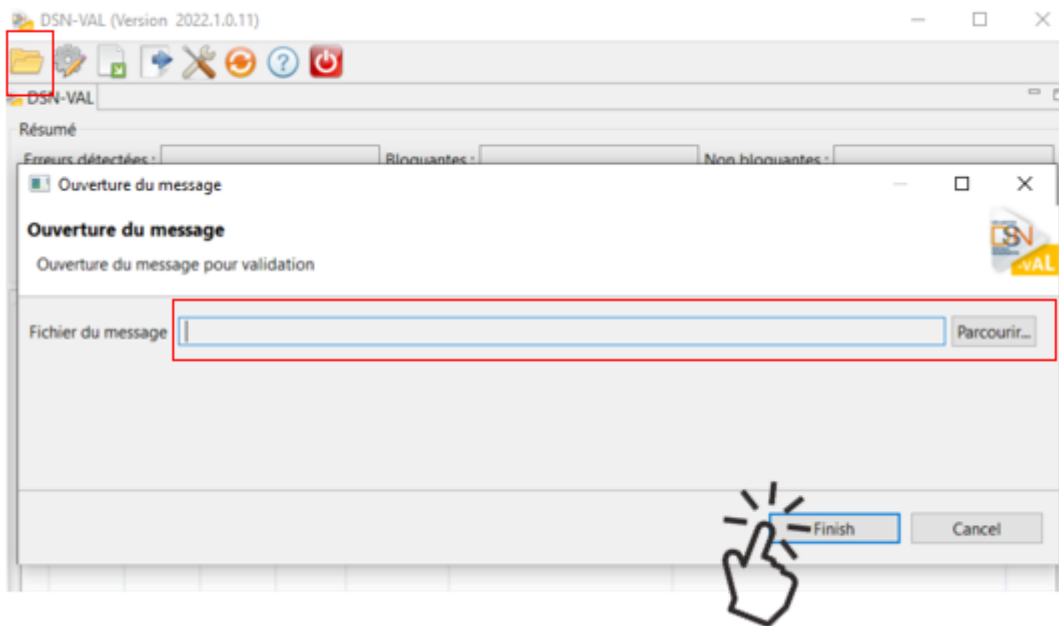 DSN-VAL (Version 2022.1.0.11)
DSN-VAL
Résumé
Erreurs détectées : Bloquantes : Non bloquantes :
Ouverture du message
Ouverture du message
Ouverture du message pour validation
DSN
-VAL
Fichier du message Parcourir...
Finish Cancel